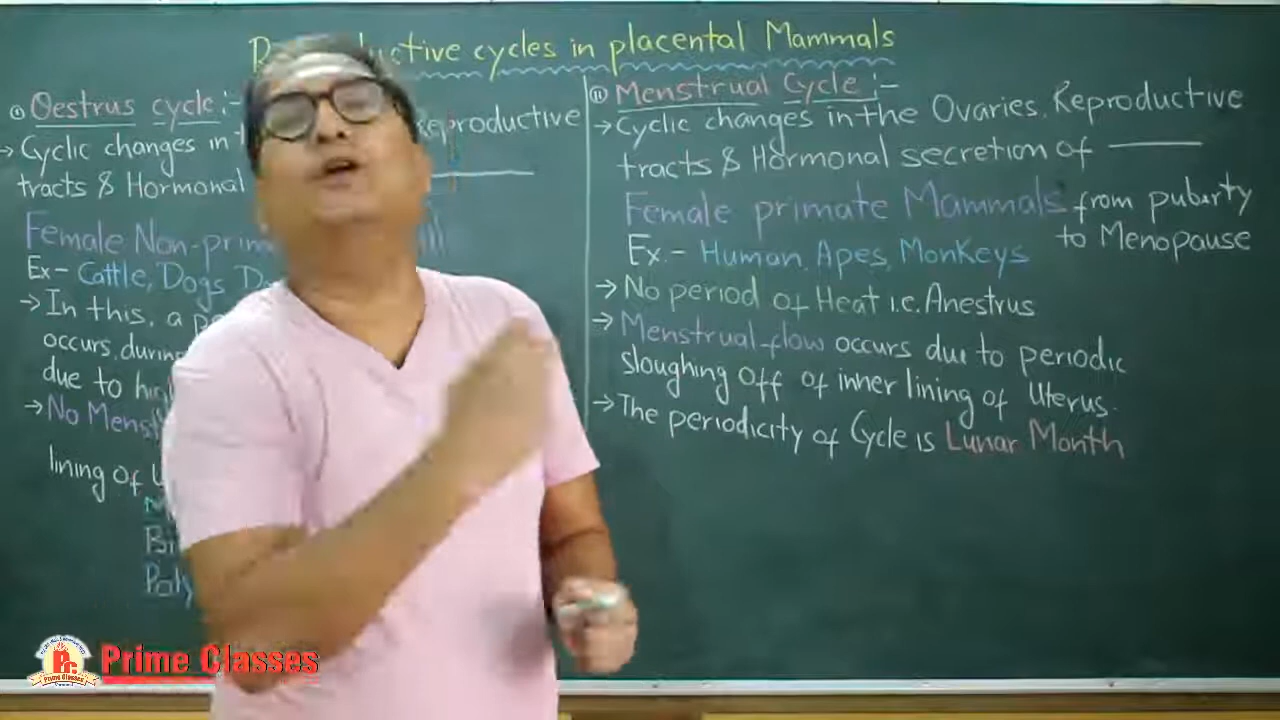 ctive cycles in placental Mammals
(i) Oestrus cycle :-
→ Cyclic changes in t Reproductive
tracts & Hormonal
Female Non-prim
Ex - Cattle, Dogs
→ In this, a
occurs, during
due to hi
→ No Mens
lining of
Bi
Poly
(ii) Menstrual Cycle :-
→ Cyclic changes in the Ovaries, Reproductive
tracts & Hormonal secretion of
Female primate Mammals from puberty
to Menopause
Ex. - Human, Apes, Monkeys
→ No period of Heat i.e. Anestrus
→ Menstrual flow occurs due to periodic
sloughing off of inner lining of Uterus.
→ The periodicity of Cycle is Lunar Month
Prime Classes